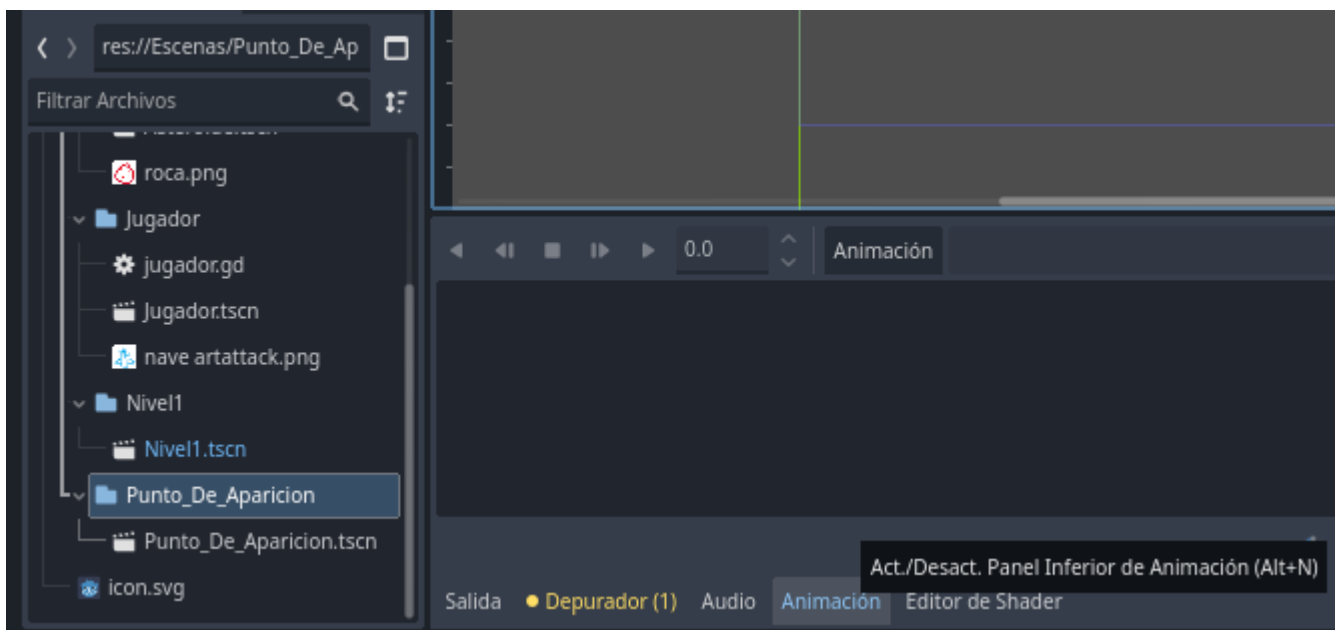 res://Escenas/Punto_De_Ap
Filtrar Archivos
roca.png
Jugador
jugador.gd
Jugador.tscn
nave artattack.png
Nivel1
Nivel1.tscn
Punto_De_Aparicion
Punto_De_Aparicion.tscn
icon.svg
0.0 Animación
Act./Desact. Panel Inferior de Animación (Alt+N)
Salida Depurador (1) Audio Animación Editor de Shader